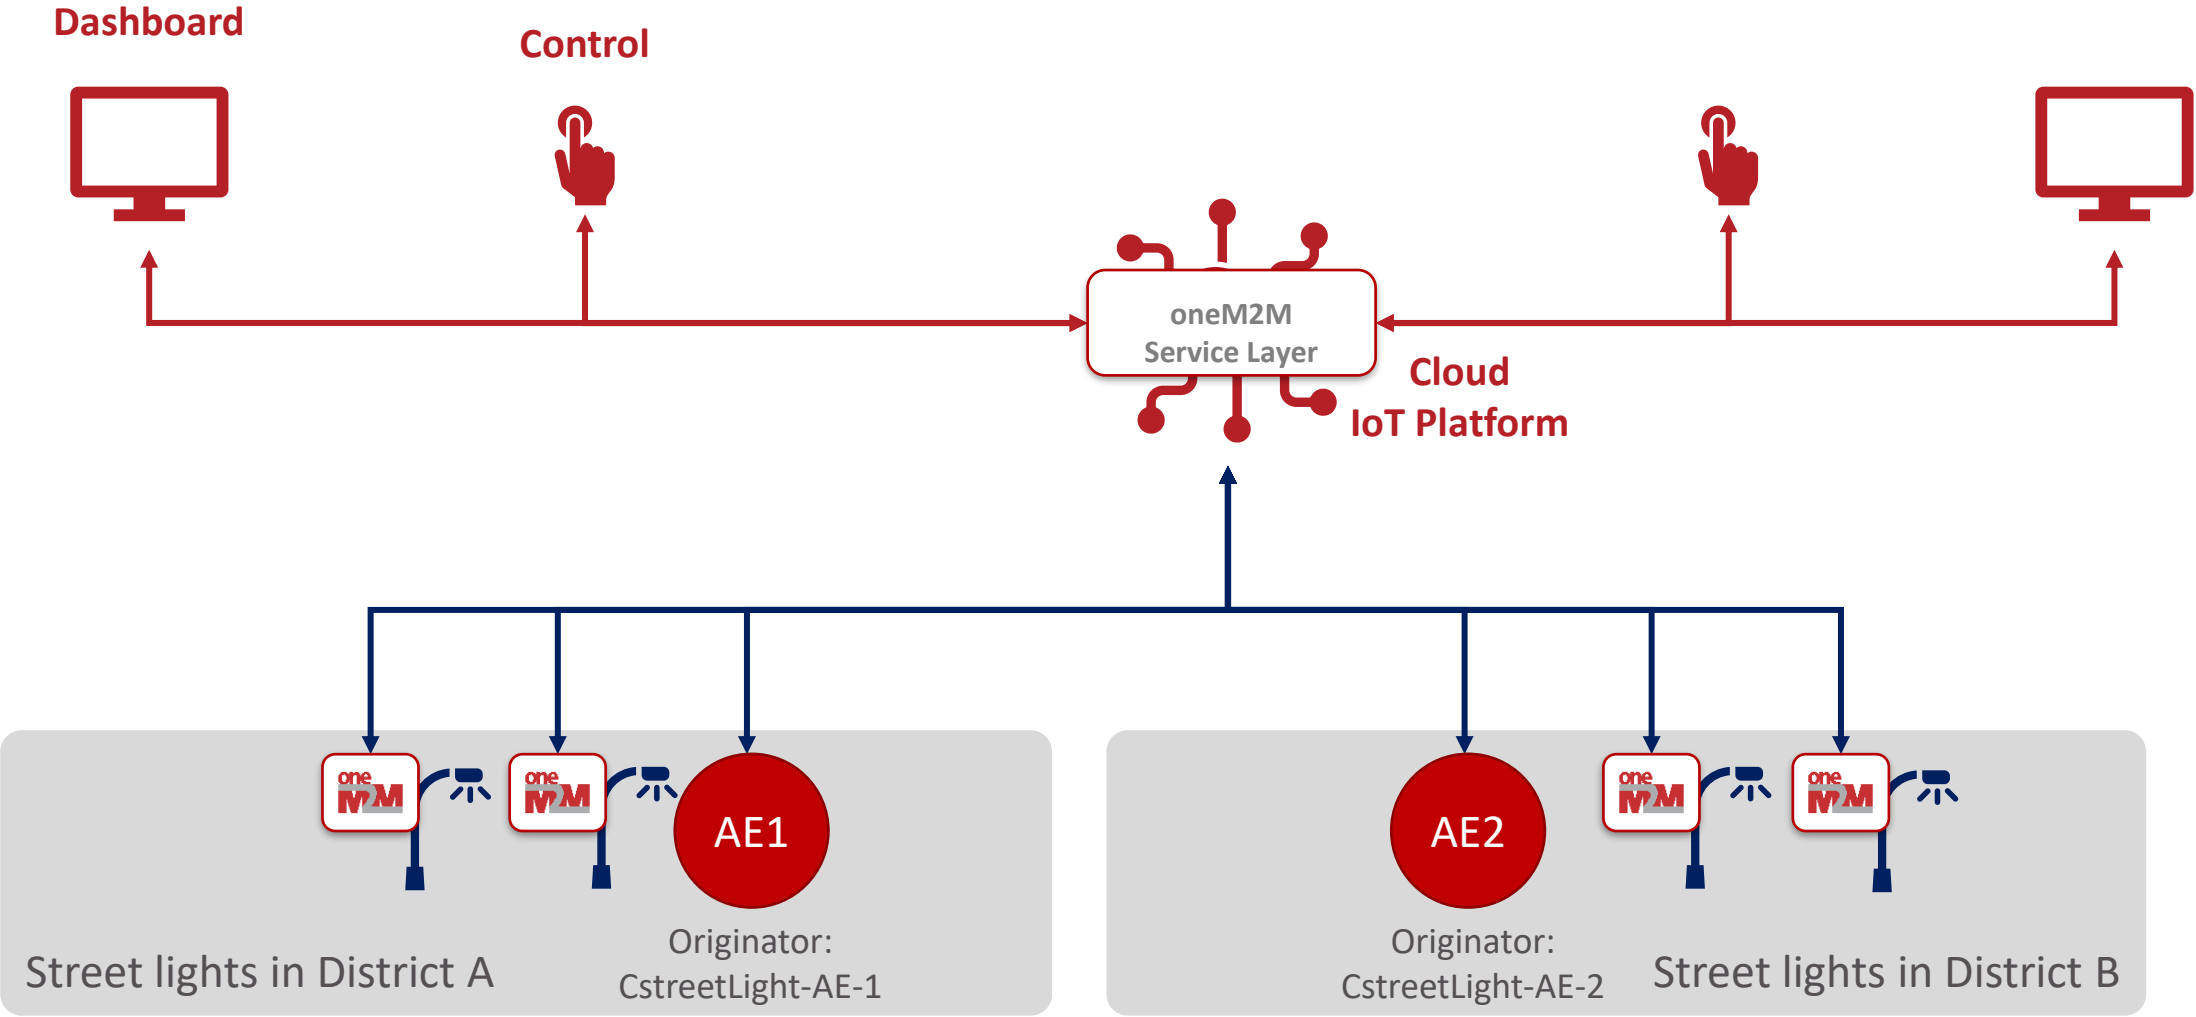 Dashboard
Control
oneM2M
Service Layer
Cloud
IoT Platform
one
M2M
one
M2M
AE1
AE2
one
M2M
one
M2M
Originator:
CstreetLight-AE-1
Street lights in District A
Originator:
CstreetLight-AE-2
Street lights in District B